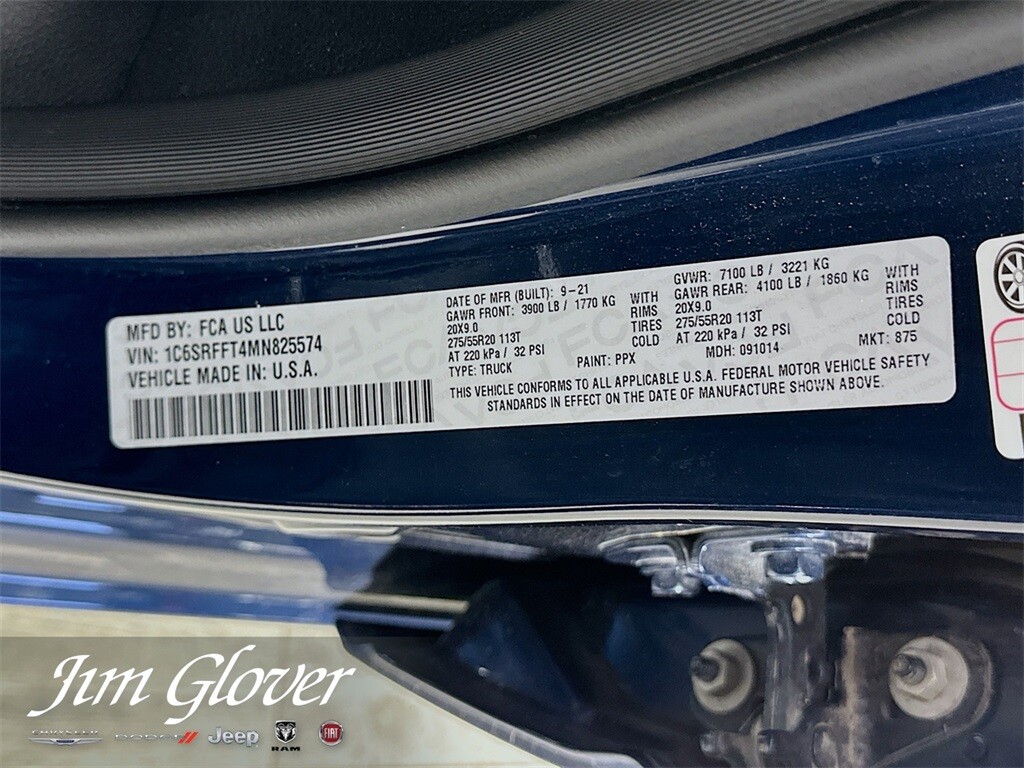 MFD BY: FCA US LLC
VIN: 1C6SRFFT4MN825574
VEHICLE MADE IN: U.S.A.
DATE OF MFR (BUILT): 9-21
GAWR FRONT: 3900 LB / 1770 KG WITH
20X9.0 RIMS
275/55R20 113T TIRES
AT 220 kPa / 32 PSI COLD
TYPE: TRUCK PAINT: PPX
GVWR: 7100 LB / 3221 KG
GAWR REAR: 4100 LB / 1860 KG WITH
20X9.0 RIMS
275/55R20 113T TIRES
AT 220 kPa / 32 PSI COLD
MDH: 091014 MKT: 875
THIS VEHICLE CONFORMS TO ALL APPLICABLE U.S.A. FEDERAL MOTOR VEHICLE SAFETY
STANDARDS IN EFFECT ON THE DATE OF MANUFACTURE SHOWN ABOVE.
Jim Glover
CHRYSLER DODGE Jeep RAM FIAT